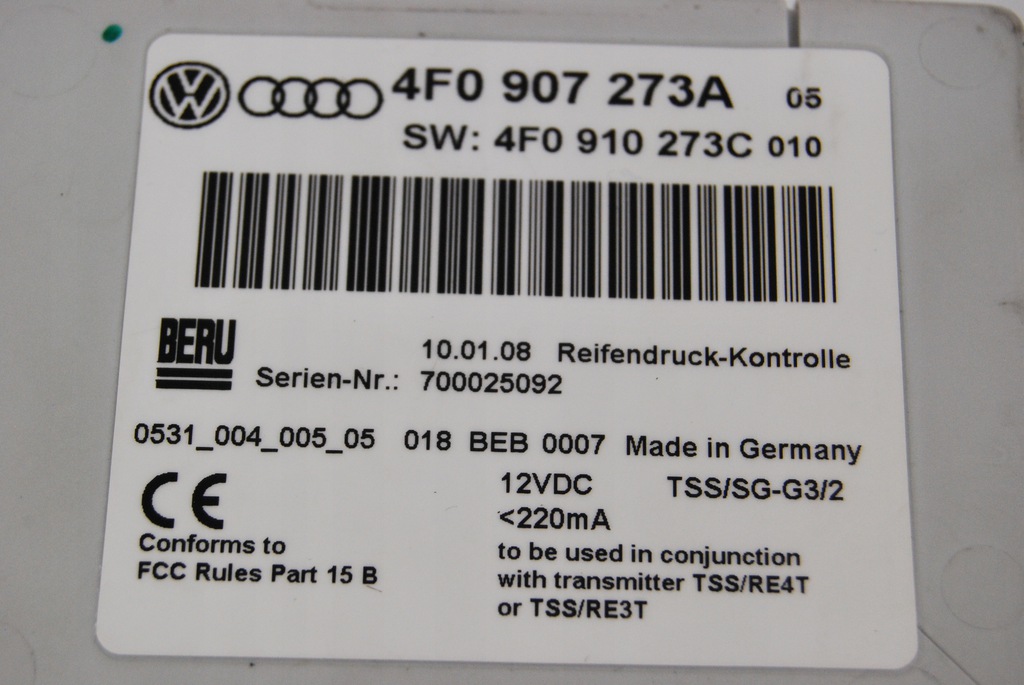 4F0 907 273A 05
SW: 4F0 910 273C 010
BERU
10.01.08 Reifendruck-Kontrolle
Serien-Nr.: 700025092
0531_004_005_05 018 BEB 0007 Made in Germany
CE 12VDC TSS/SG-G3/2
<220mA
Conforms to
FCC Rules Part 15 B
to be used in conjunction
with transmitter TSS/RE4T
or TSS/RE3T